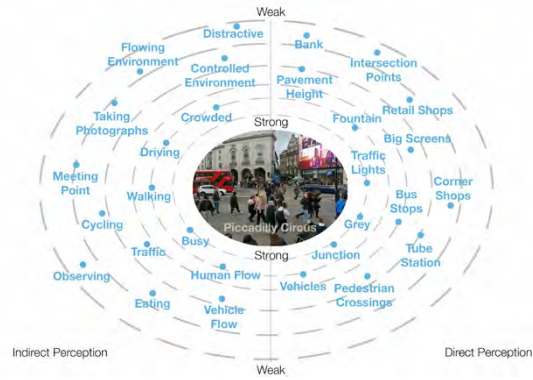 Weak
Distractive
Bank
Flowing
Environment
Controlled
Environment
Intersection
Points
Pavement
Height
Taking
Photographs
Crowded
Strong
Fountain
Retail Shops
Driving
Big Screens
Meeting
Point
Walking
Traffic
Lights
Corner
Shops
Bus
Stops
Cycling
Busy
Piccadilly Circus
Grey
Tube
Station
Traffic
Strong
Junction
Observing
Human Flow
Vehicles
Pedestrian
Crossings
Eating
Vehicle
Flow
Indirect Perception
Direct Perception
Weak